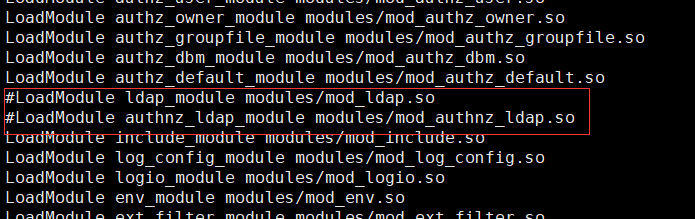 LoadModule authz_user_module modules/mod_authz_user.so
LoadModule authz_owner_module modules/mod_authz_owner.so
LoadModule authz_groupfile_module modules/mod_authz_groupfile.so
LoadModule authz_dbm_module modules/mod_authz_dbm.so
LoadModule authz_default_module modules/mod_authz_default.so
#LoadModule ldap_module modules/mod_ldap.so
#LoadModule authnz_ldap_module modules/mod_authnz_ldap.so
LoadModule include_module modules/mod_include.so
LoadModule log_config_module modules/mod_log_config.so
LoadModule logio_module modules/mod_logio.so
LoadModule env_module modules/mod_env.so
LoadModule ext_filter_module modules/mod_ext_filter.so